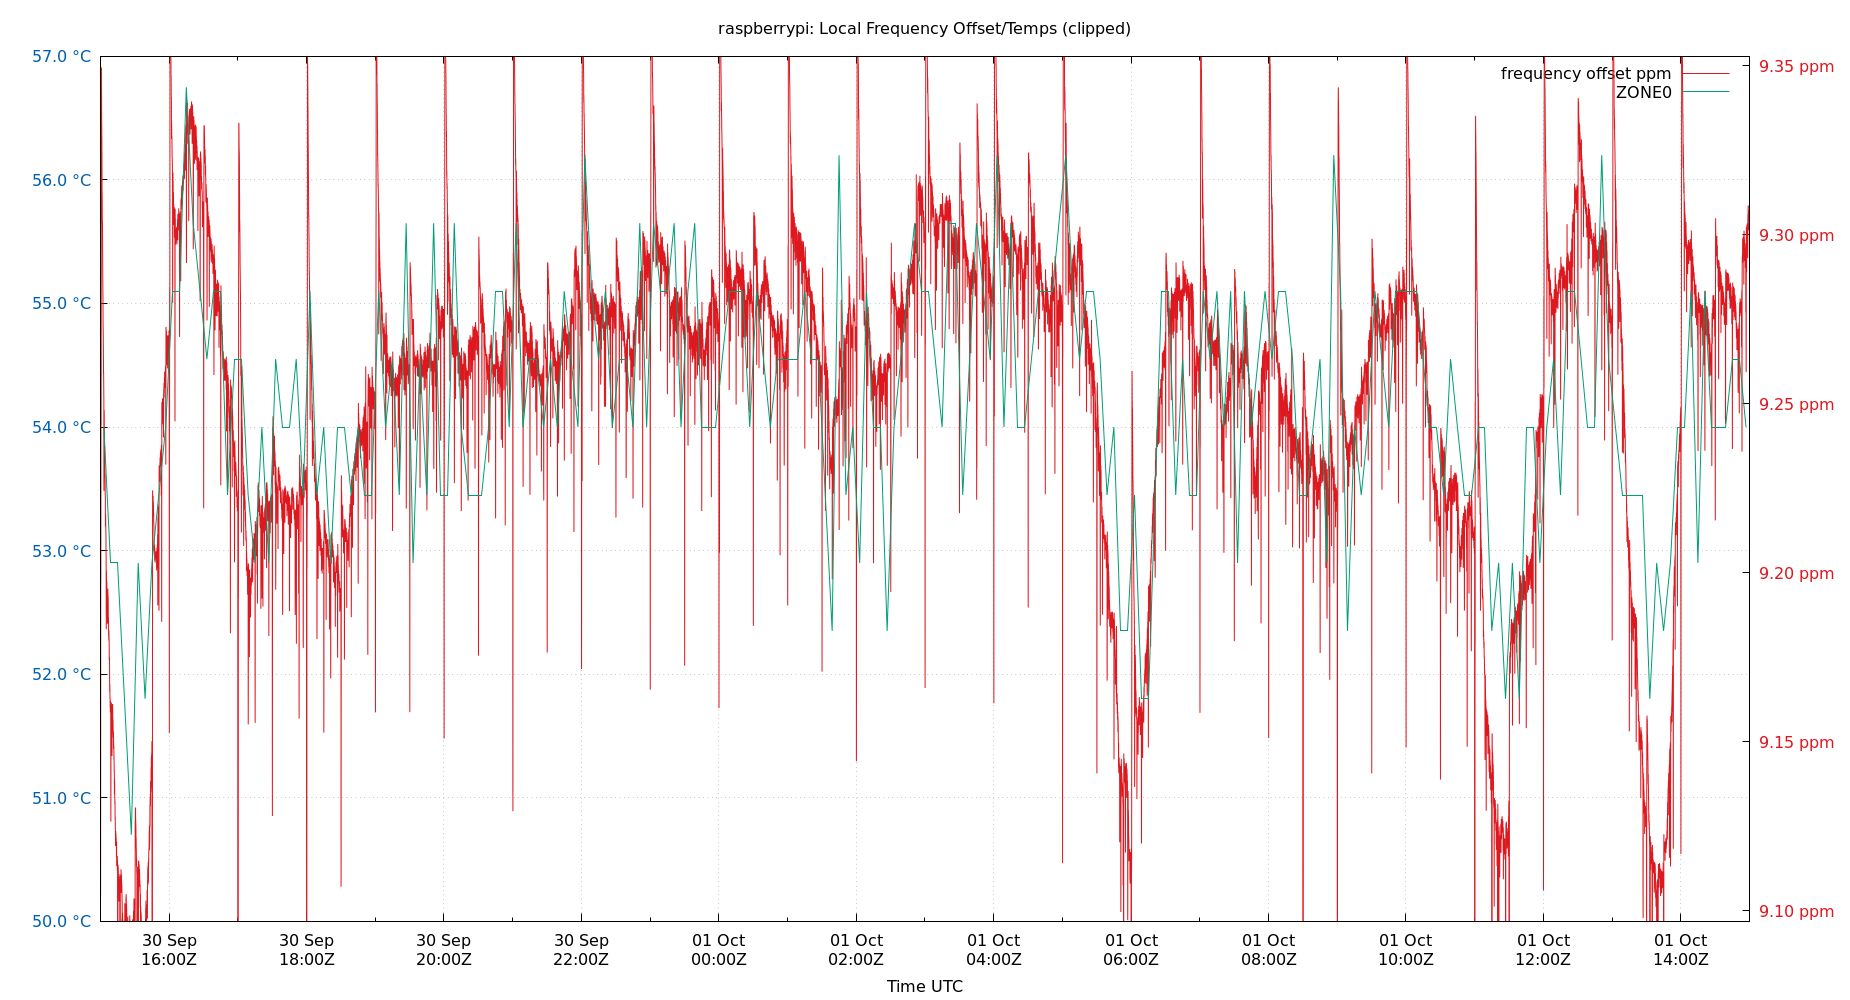 raspberrypi: Local Frequency Offset/Temps (clipped)
57.0 °C
56.0 °C
55.0 °C
54.0 °C
53.0 °C
52.0 °C
51.0 °C
50.0 °C
9.35 ppm
9.30 ppm
9.25 ppm
9.20 ppm
9.15 ppm
9.10 ppm
frequency offset ppm
ZONE0
30 Sep
16:00Z
30 Sep
18:00Z
30 Sep
20:00Z
30 Sep
22:00Z
01 Oct
00:00Z
01 Oct
02:00Z
01 Oct
04:00Z
01 Oct
06:00Z
01 Oct
08:00Z
01 Oct
10:00Z
01 Oct
12:00Z
01 Oct
14:00Z
Time UTC